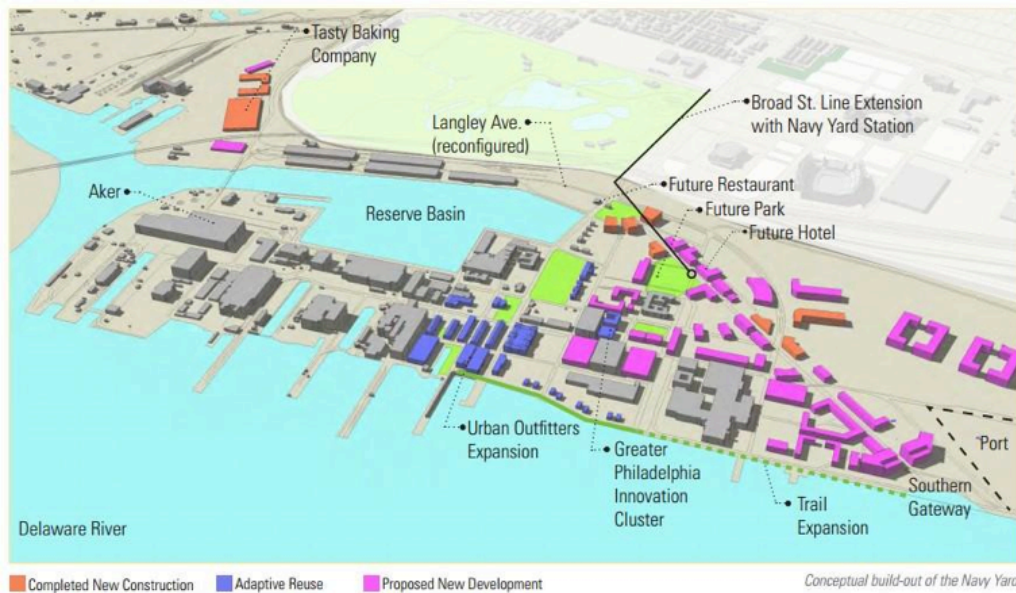 Tasty Baking
Company
Langley Ave.
(reconfigured)
Broad St. Line Extension
with Navy Yard Station
Aker
Reserve Basin
Future Restaurant
Future Park
Future Hotel
Urban Outfitters
Expansion
Greater
Philadelphia
Innovation
Cluster
Trail
Expansion
Southern
Gateway
Port
Delaware River
Completed New Construction
Adaptive Reuse
Proposed New Development
Conceptual build-out of the Navy Yard